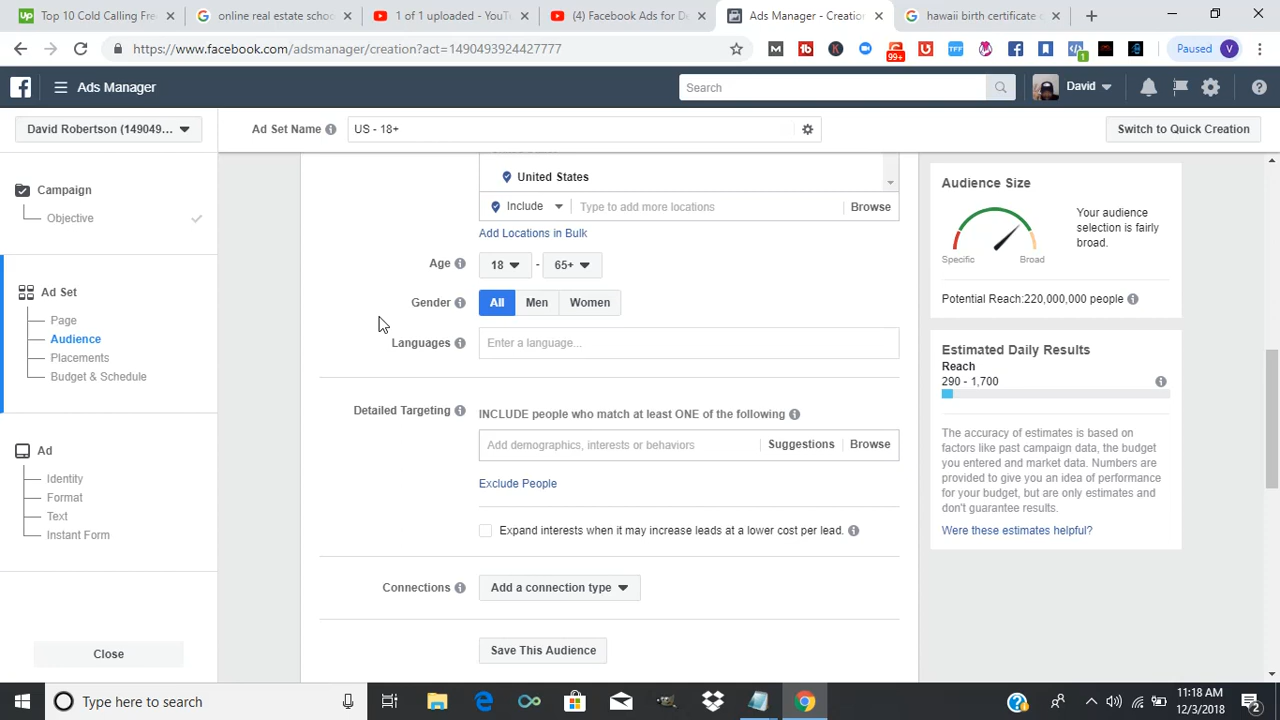 Top 10 Cold Calling Fre
online real estate scho
1 of 1 uploaded - YouT
(4) Facebook Ads for De
Ads Manager - Creatio
hawaii birth certificate
https://www.facebook.com/adsmanager/creation?act=1490493924427777
99+
1
Paused
V
Ads Manager
Search
David
David Robertson (149049...
Ad Set Name
US - 18+
Switch to Quick Creation
Campaign
Objective
Ad Set
Page
Audience
Placements
Budget & Schedule
Ad
Identity
Format
Text
Instant Form
Close
United States
Include
Type to add more locations
Browse
Add Locations in Bulk
Age
18
-
65+
Gender
All
Men
Women
Languages
Enter a language...
Detailed Targeting
INCLUDE people who match at least ONE of the following
Add demographics, interests or behaviors
Suggestions
Browse
Exclude People
Expand interests when it may increase leads at a lower cost per lead.
Connections
Add a connection type
Save This Audience
Audience Size
Your audience
selection is fairly
broad.
Specific
Broad
Potential Reach:220,000,000 people
Estimated Daily Results
Reach
290 - 1,700
The accuracy of estimates is based on
factors like past campaign data, the budget
you entered and market data. Numbers are
provided to give you an idea of performance
for your budget, but are only estimates and
don't guarantee results.
Were these estimates helpful?
Type here to search
11:18 AM
12/3/2018
2